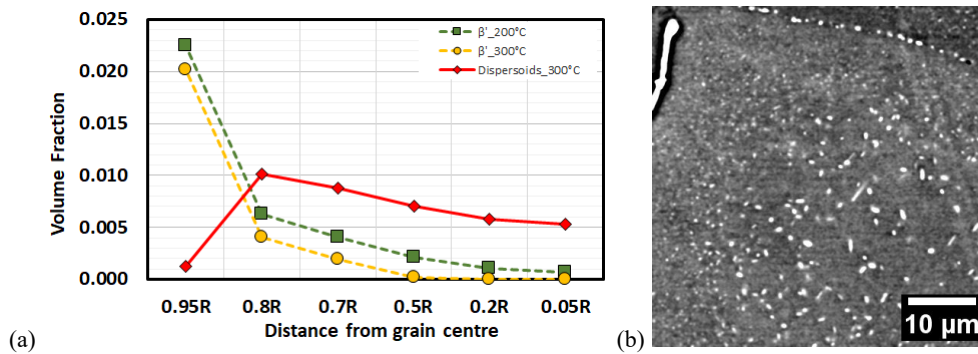 0.025
0.020
0.015
0.010
0.005
0.000
Volume Fraction
β'_200°C
β'_300°C
Dispersoids_300°C
0.95R 0.8R 0.7R 0.5R 0.2R 0.05R
Distance from grain centre
(a)
(b)
10 µm